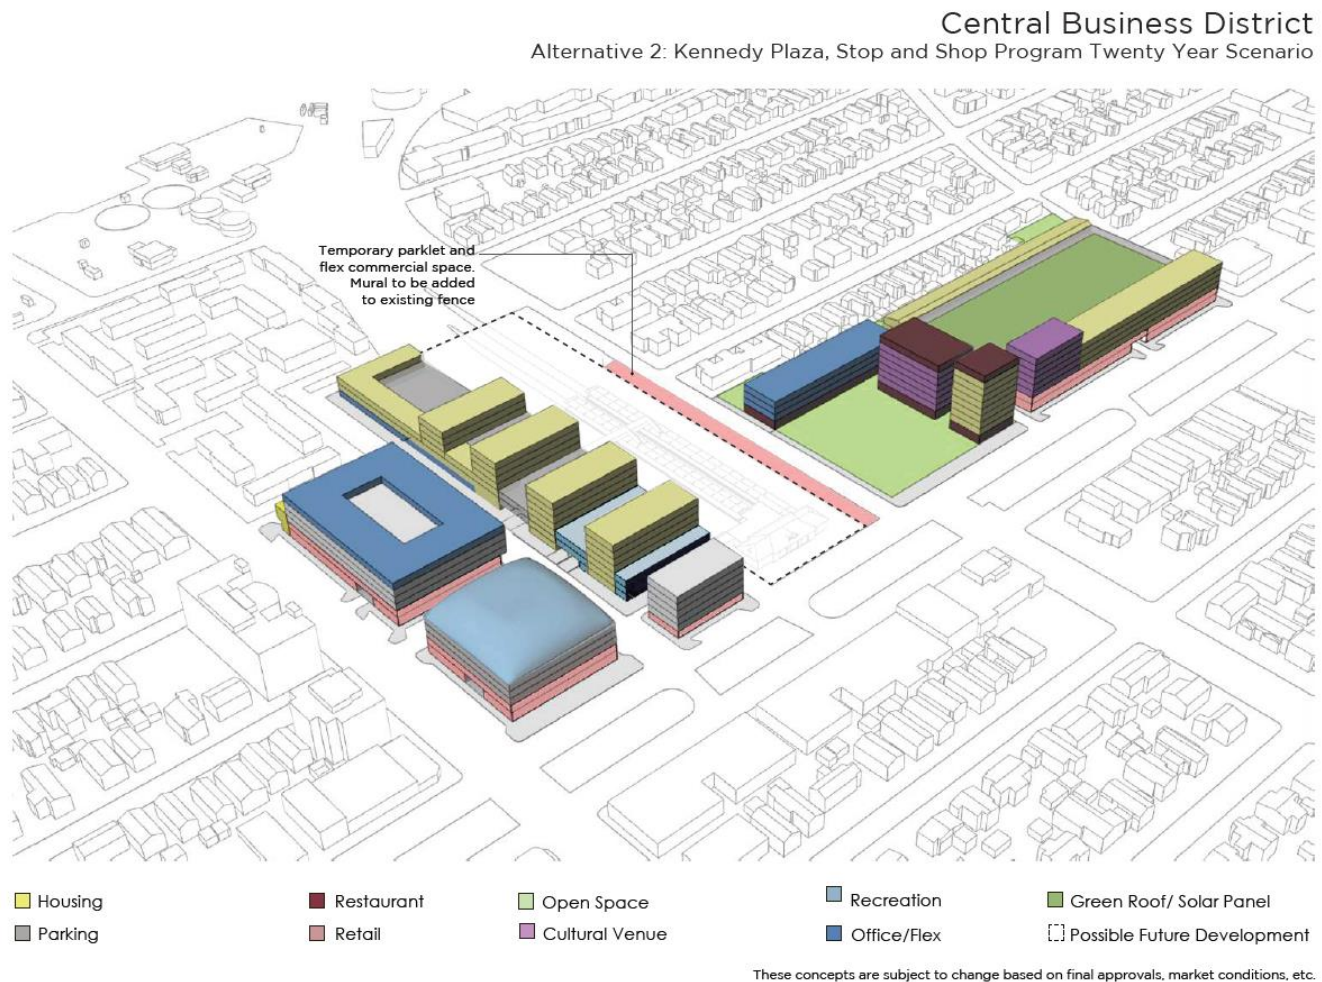 Central Business District
Alternative 2: Kennedy Plaza, Stop and Shop Program Twenty Year Scenario
Temporary parklet and
flex commercial space.
Mural to be added
to existing fence
Housing
Restaurant
Open Space
Recreation
Green Roof/ Solar Panel
Parking
Retail
Cultural Venue
Office/Flex
Possible Future Development
These concepts are subject to change based on final approvals, market conditions, etc.